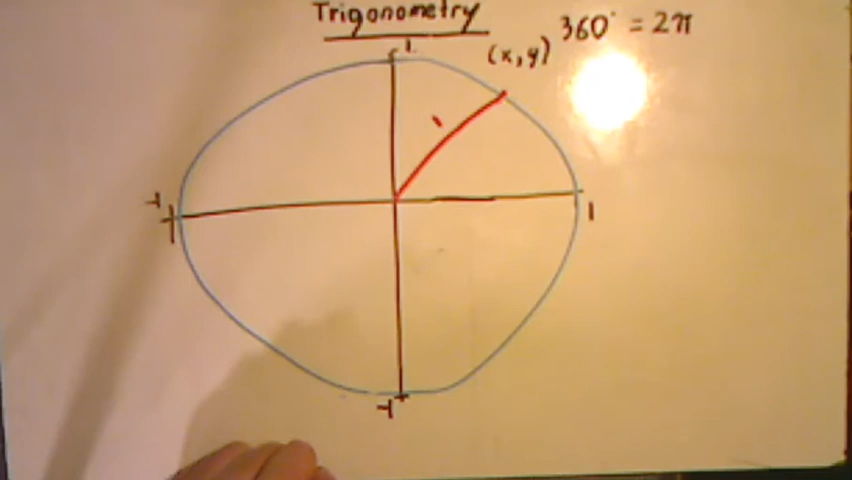 Trigonometry
360° = 2π
1
(x,y)
1
-1
1
-1